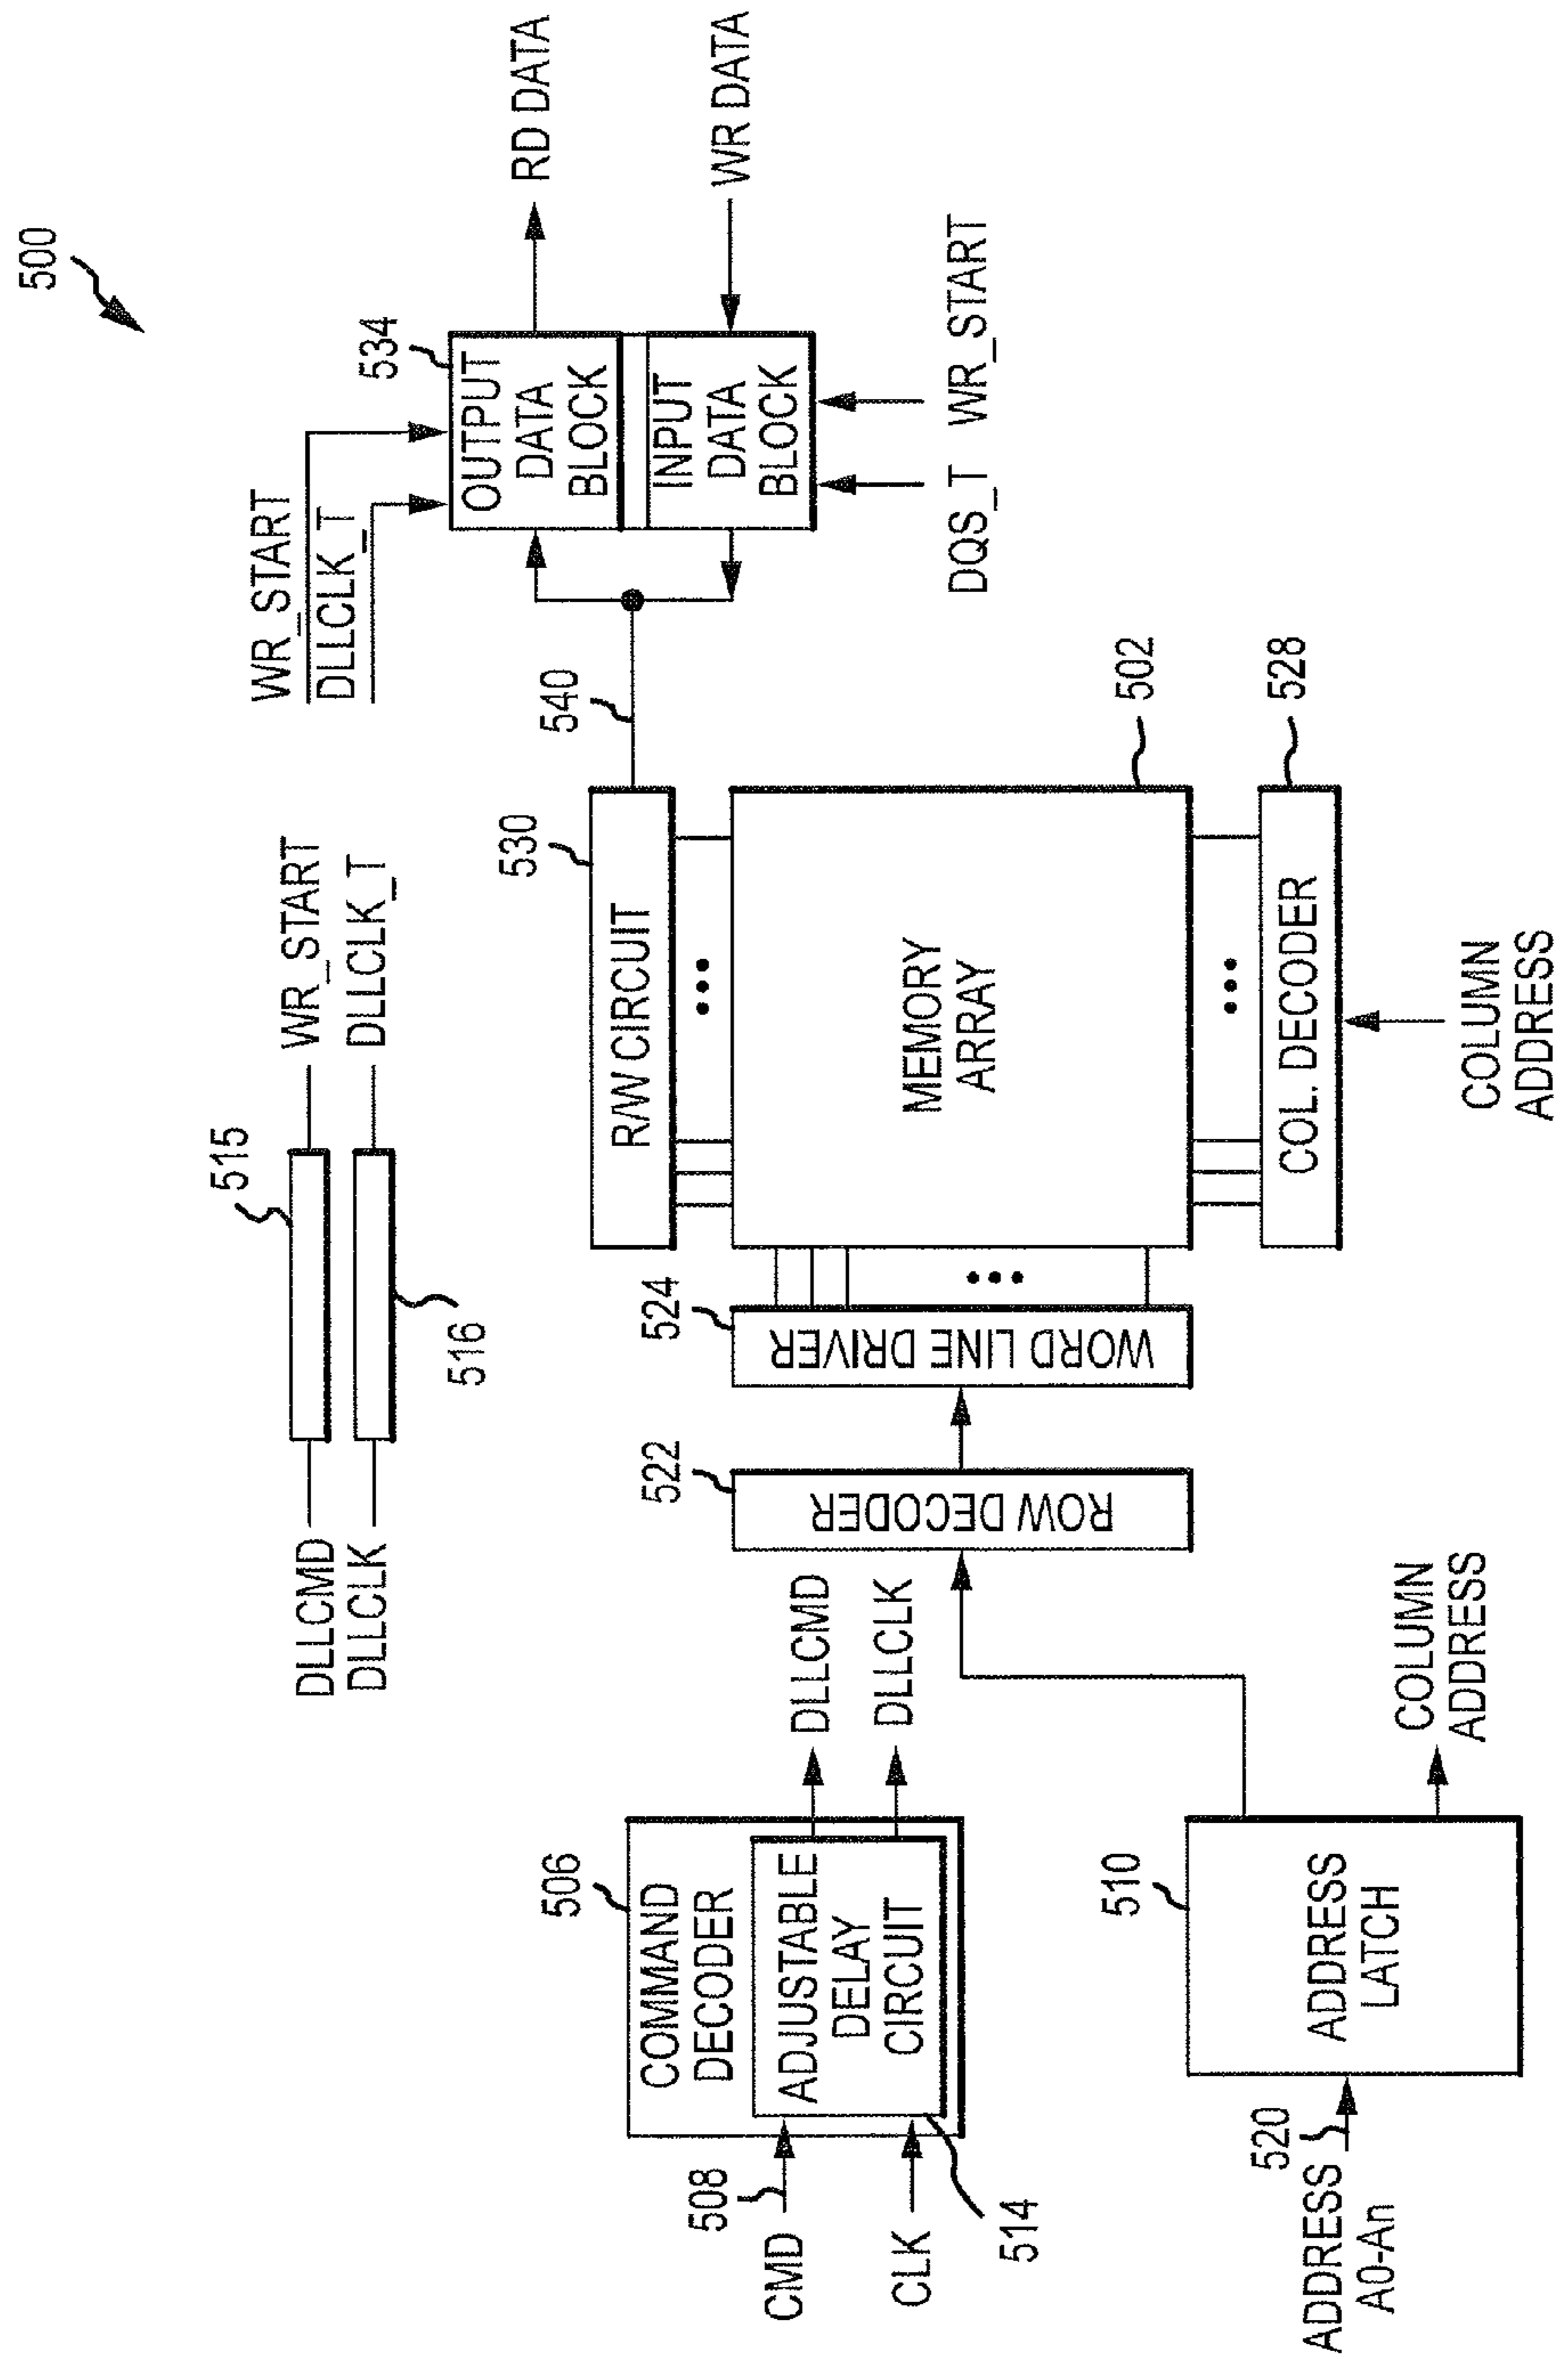 500
WR_START
DLLCLK_T
534
OUTPUT
DATA
BLOCK
RD DATA
INPUT
DATA
BLOCK
WR DATA
DQS_T
WR_START
540
DLLCMD
DLLCLK
515
516
WR_START
DLLCLK_T
530
R/W CIRCUIT
MEMORY
ARRAY
502
COL. DECODER
528
COLUMN
ADDRESS
524
WORD LINE DRIVER
522
ROW DECODER
506
COMMAND
DECODER
ADJUSTABLE
DELAY
CIRCUIT
514
CMD
508
CLK
DLLCMD
DLLCLK
510
ADDRESS
LATCH
520
ADDRESS
A0-An
COLUMN
ADDRESS